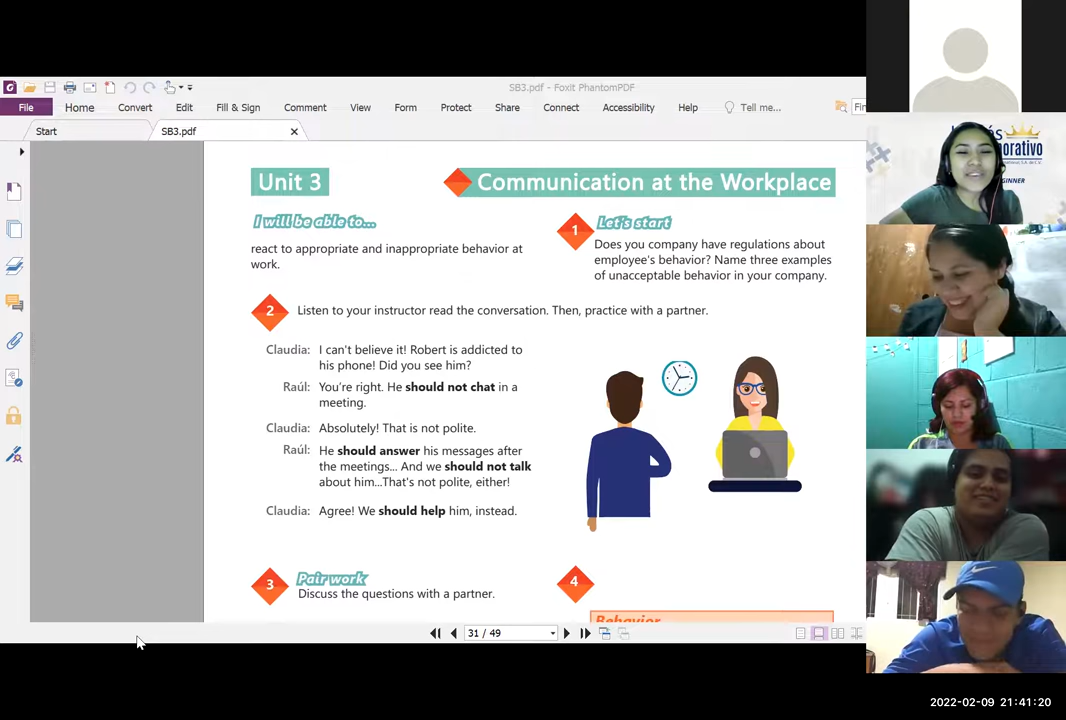 SB3.pdf - Foxit PhantomPDF
File Home Convert Edit Fill & Sign Comment View Form Protect Share Connect Accessibility Help Tell me... Fin
Start SB3.pdf
Unit 3
Communication at the Workplace
I will be able to...
react to appropriate and inappropriate behavior at
work.
1 Let's start
Does you company have regulations about
employee's behavior? Name three examples
of unacceptable behavior in your company.
2 Listen to your instructor read the conversation. Then, practice with a partner.
Claudia: I can't believe it! Robert is addicted to
his phone! Did you see him?
Raúl: You're right. He should not chat in a
meeting.
Claudia: Absolutely! That is not polite.
Raúl: He should answer his messages after
the meetings... And we should not talk
about him...That's not polite, either!
Claudia: Agree! We should help him, instead.
3 Pair work
Discuss the questions with a partner.
4
Behavior
31 / 49
2022-02-09 21:41:20